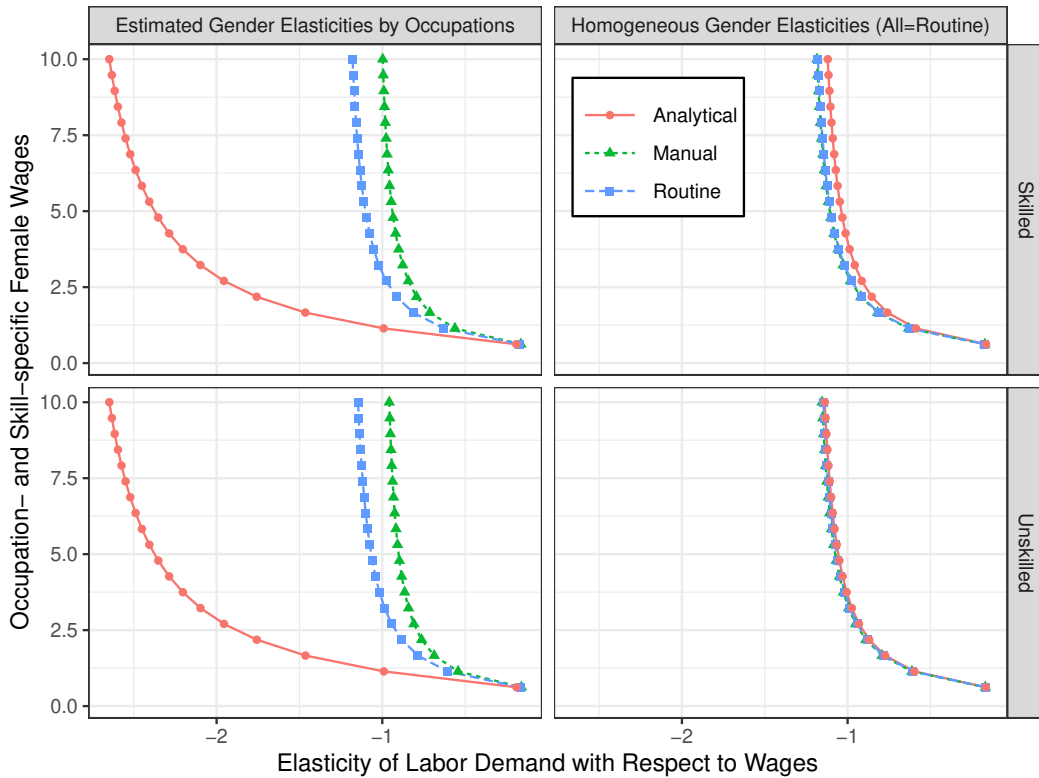 Estimated Gender Elasticities by Occupations
Homogeneous Gender Elasticities (All=Routine)
Occupation− and Skill−specific Female Wages
10.0
7.5
5.0
2.5
0.0
Analytical
Manual
Routine
Skilled
10.0
7.5
5.0
2.5
0.0
Unskilled
−2
−1
−2
−1
Elasticity of Labor Demand with Respect to Wages